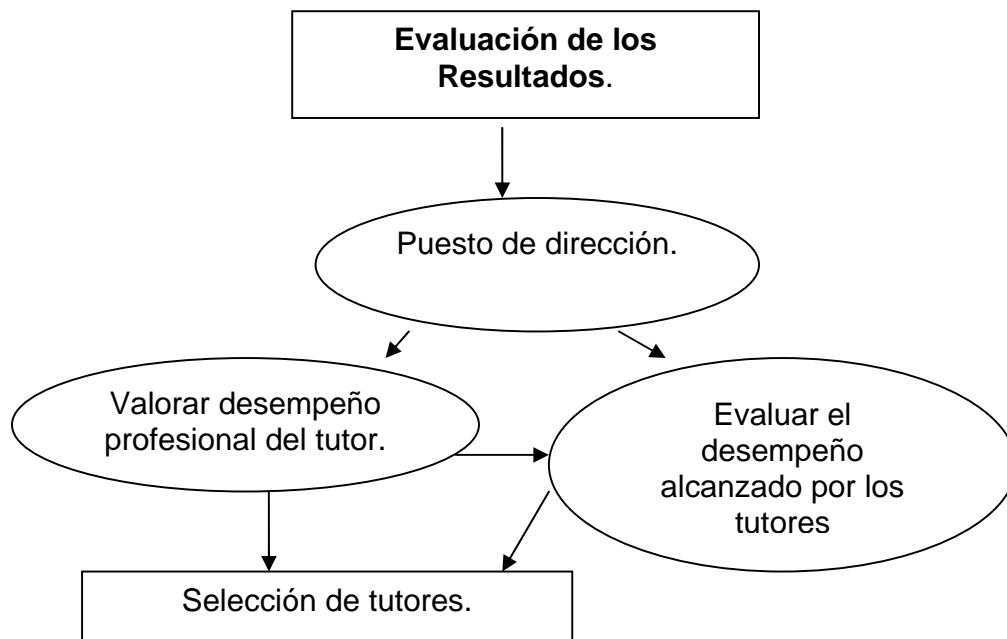 Evaluación de los
Resultados.
Puesto de dirección.
Valorar desempeño
profesional del tutor.
Evaluar el
desempeño
alcanzado por los
tutores
Selección de tutores.